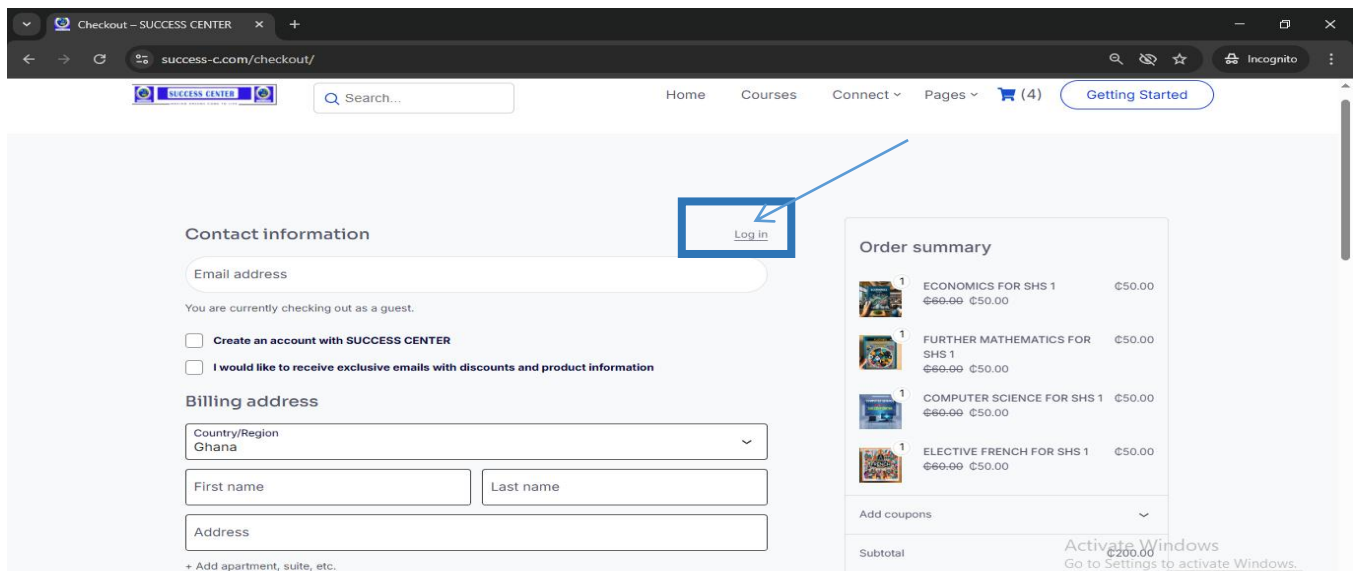 Checkout – SUCCESS CENTER
success-c.com/checkout/
Incognito
SUCCESS CENTER
Search...
Home Courses Connect Pages (4) Getting Started
Contact information
Log in
Email address
You are currently checking out as a guest.
Create an account with SUCCESS CENTER
I would like to receive exclusive emails with discounts and product information
Billing address
Country/Region
Ghana
First name
Last name
Address
+ Add apartment, suite, etc.
Order summary
1
ECONOMICS FOR SHS 1 ₵50.00
₵60.00 ₵50.00
1
FURTHER MATHEMATICS FOR ₵50.00
SHS 1
₵60.00 ₵50.00
1
COMPUTER SCIENCE FOR SHS 1 ₵50.00
₵60.00 ₵50.00
1
ELECTIVE FRENCH FOR SHS 1 ₵50.00
₵60.00 ₵50.00
Add coupons
Subtotal ₵200.00
Activate Windows
Go to Settings to activate Windows.